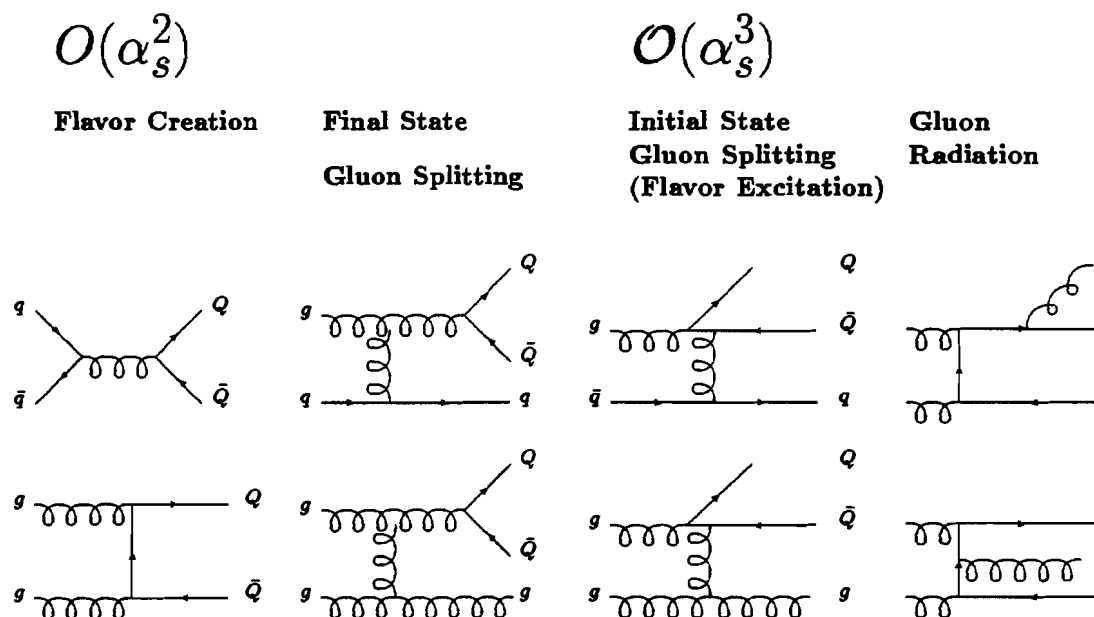 O(α_s^2) 𝒪(α_s^3)
Flavor Creation
Final State
Gluon Splitting
Initial State
Gluon Splitting
(Flavor Excitation)
Gluon
Radiation
q Q
q̄ Q̄
g Q
Q̄
q q
g Q
Q̄
q̄ q
g Q
g Q̄
g Q
Q̄
g g
g Q
Q̄
g